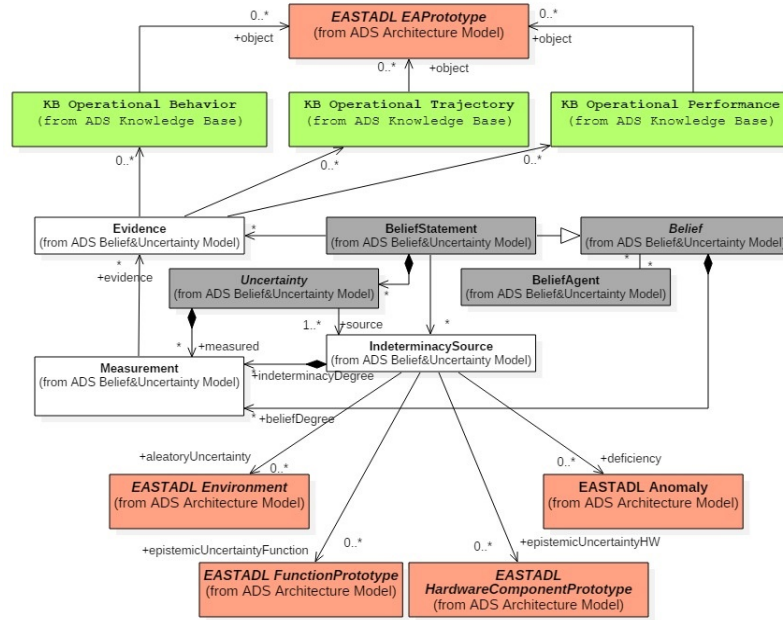 EASTADL EAPrototype
(from ADS Architecture Model)
0..*
+object
0..*
+object
0..*
+object
KB Operational Behavior
(from ADS Knowledge Base)
KB Operational Trajectory
(from ADS Knowledge Base)
KB Operational Performance
(from ADS Knowledge Base)
0..*
0..*
0..*
Evidence
(from ADS Belief&Uncertainty Model)
*
BeliefStatement
(from ADS Belief&Uncertainty Model)
Belief
(from ADS Belief&Uncertainty Model)
*
+evidence
Uncertainty
(from ADS Belief&Uncertainty Model)
*
*
*
BeliefAgent
(from ADS Belief&Uncertainty Model)
1..*
+source
*
*
+measured
IndeterminacySource
(from ADS Belief&Uncertainty Model)
Measurement
(from ADS Belief&Uncertainty Model)
*
+indeterminacyDegree
*
+beliefDegree
+aleatoryUncertainty
0..*
0..*
+deficiency
EASTADL Environment
(from ADS Architecture Model)
EASTADL Anomaly
(from ADS Architecture Model)
+epistemicUncertaintyFunction
0..*
0..*
+epistemicUncertaintyHW
EASTADL FunctionPrototype
(from ADS Architecture Model)
EASTADL
HardwareComponentPrototype
(from ADS Architecture Model)